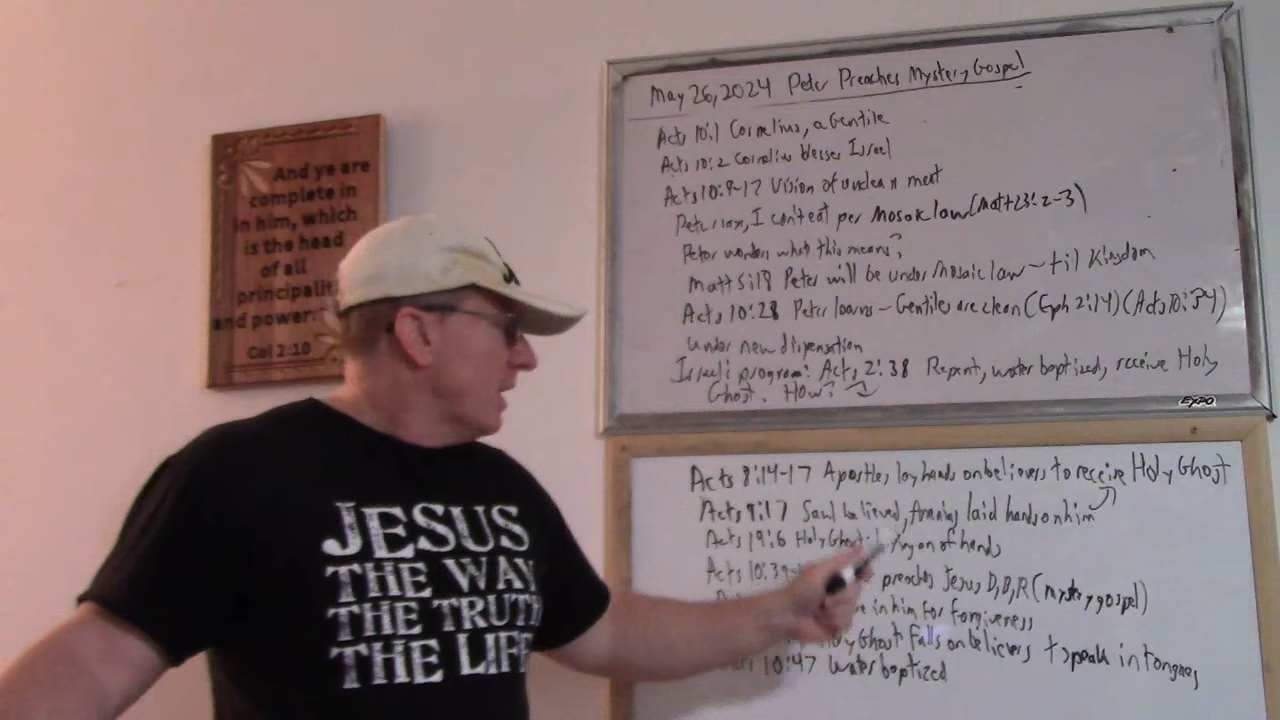 And ye are
complete in
him, which
is the head
of all
principalit
and power:
Col 2:10
JESUS
THE WAY
THE TRUTH
THE LIFE
May 26, 2024 Peter Preaches Mystery Gospel
Acts 10:1 Cornelius, a Gentile
Acts 10:2 Cornelius blesses Israel
Acts 10:9-17 Vision of unclean meat
Peter says, I can't eat per Mosaic law (Matt 23:2-3)
Peter wonders what this means?
Matt 5:18 Peter will be under Mosaic law - til Kingdom
Acts 10:28 Peter learns - Gentiles are clean (Eph 2:14) (Acts 10:34)
under new dispensation
Israel's program: Acts 2:38 Repent, water baptized, receive Holy
Ghost. How?
EXPO
Acts 8:14-17 Apostles lay hands on believers to receive Holy Ghost
Acts 9:17 Saul believed, Ananias laid hands on him
Acts 19:6 Holy Ghost on of hands
Acts 10:39 preaches Jesus D, B, R (mystery gospel)
in him for forgiveness
Ghost falls on believers + speak in tongues
10:47 water baptized